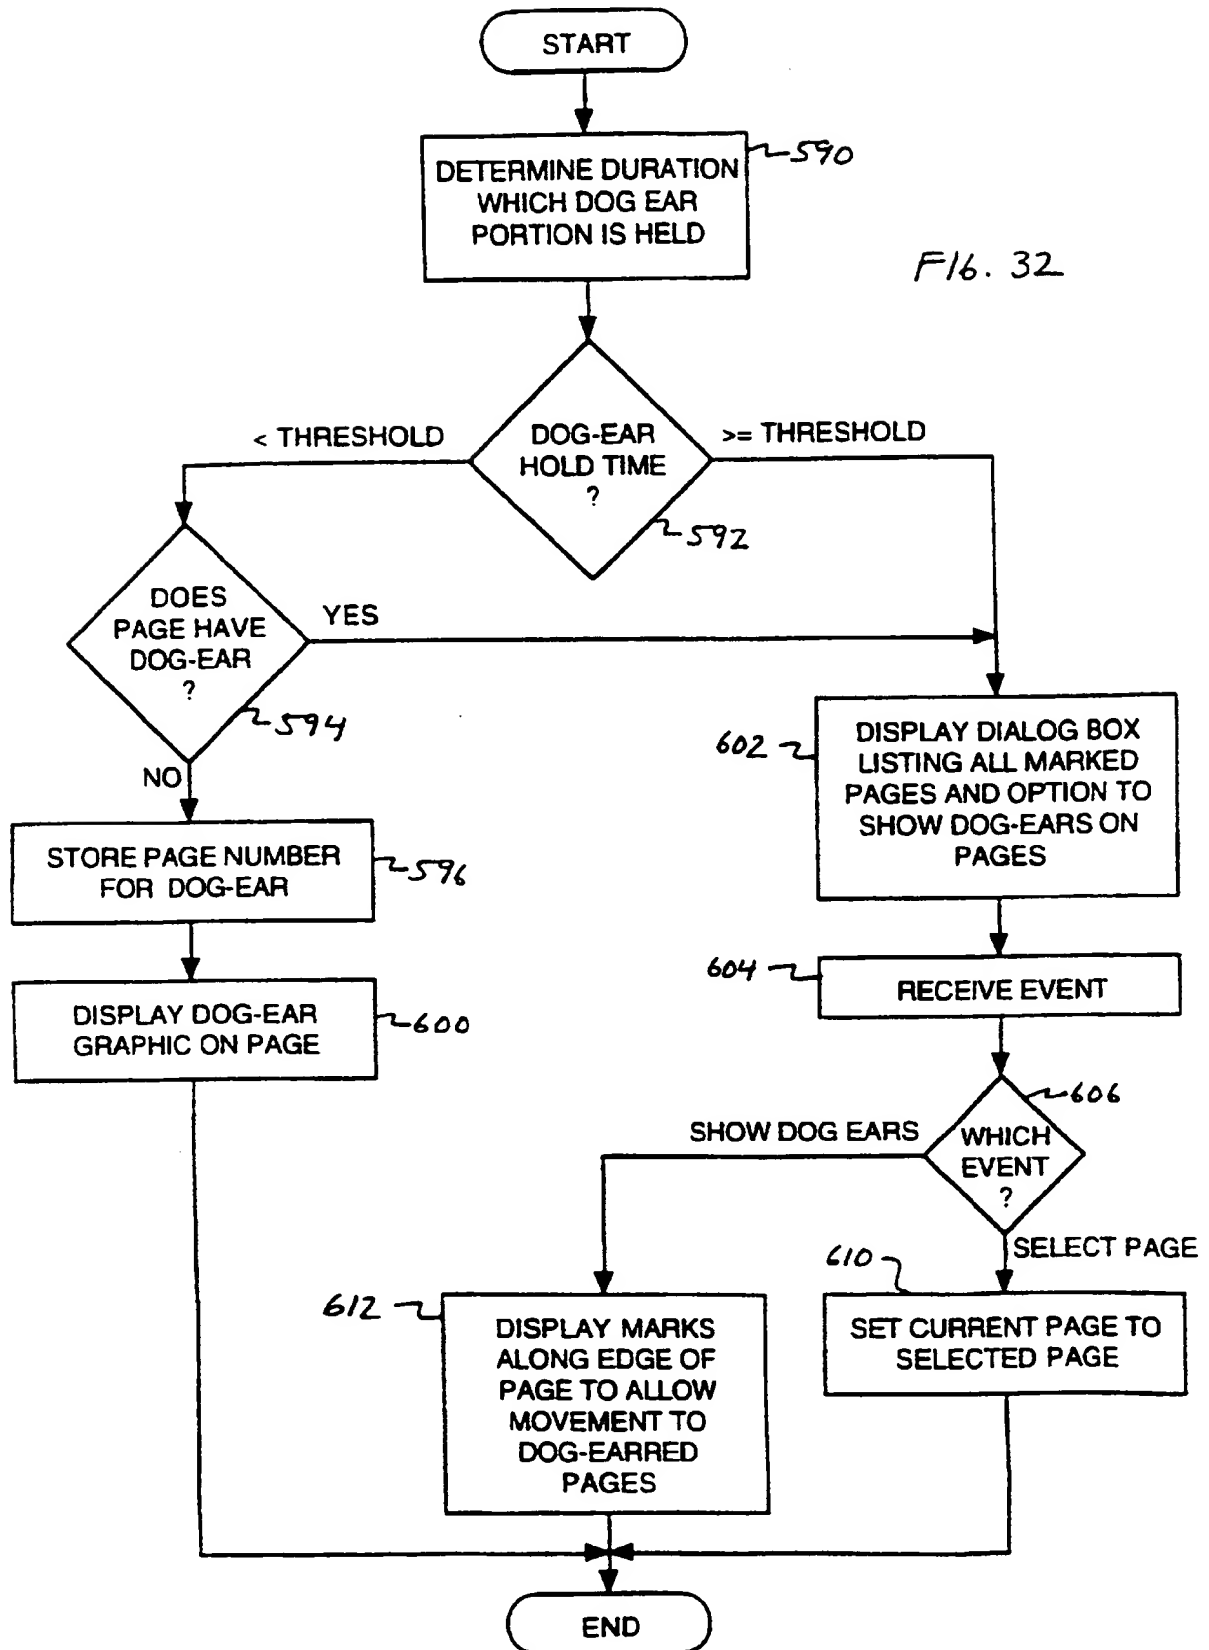 START
DETERMINE DURATION
WHICH DOG EAR
PORTION IS HELD
590
FIG. 32
DOG-EAR
HOLD TIME
?
592
< THRESHOLD
>= THRESHOLD
DOES
PAGE HAVE
DOG-EAR
?
594
YES
NO
STORE PAGE NUMBER
FOR DOG-EAR
596
DISPLAY DOG-EAR
GRAPHIC ON PAGE
600
602
DISPLAY DIALOG BOX
LISTING ALL MARKED
PAGES AND OPTION TO
SHOW DOG-EARS ON
PAGES
604
RECEIVE EVENT
606
WHICH
EVENT
?
SHOW DOG EARS
SELECT PAGE
610
SET CURRENT PAGE TO
SELECTED PAGE
612
DISPLAY MARKS
ALONG EDGE OF
PAGE TO ALLOW
MOVEMENT TO
DOG-EARRED
PAGES
END